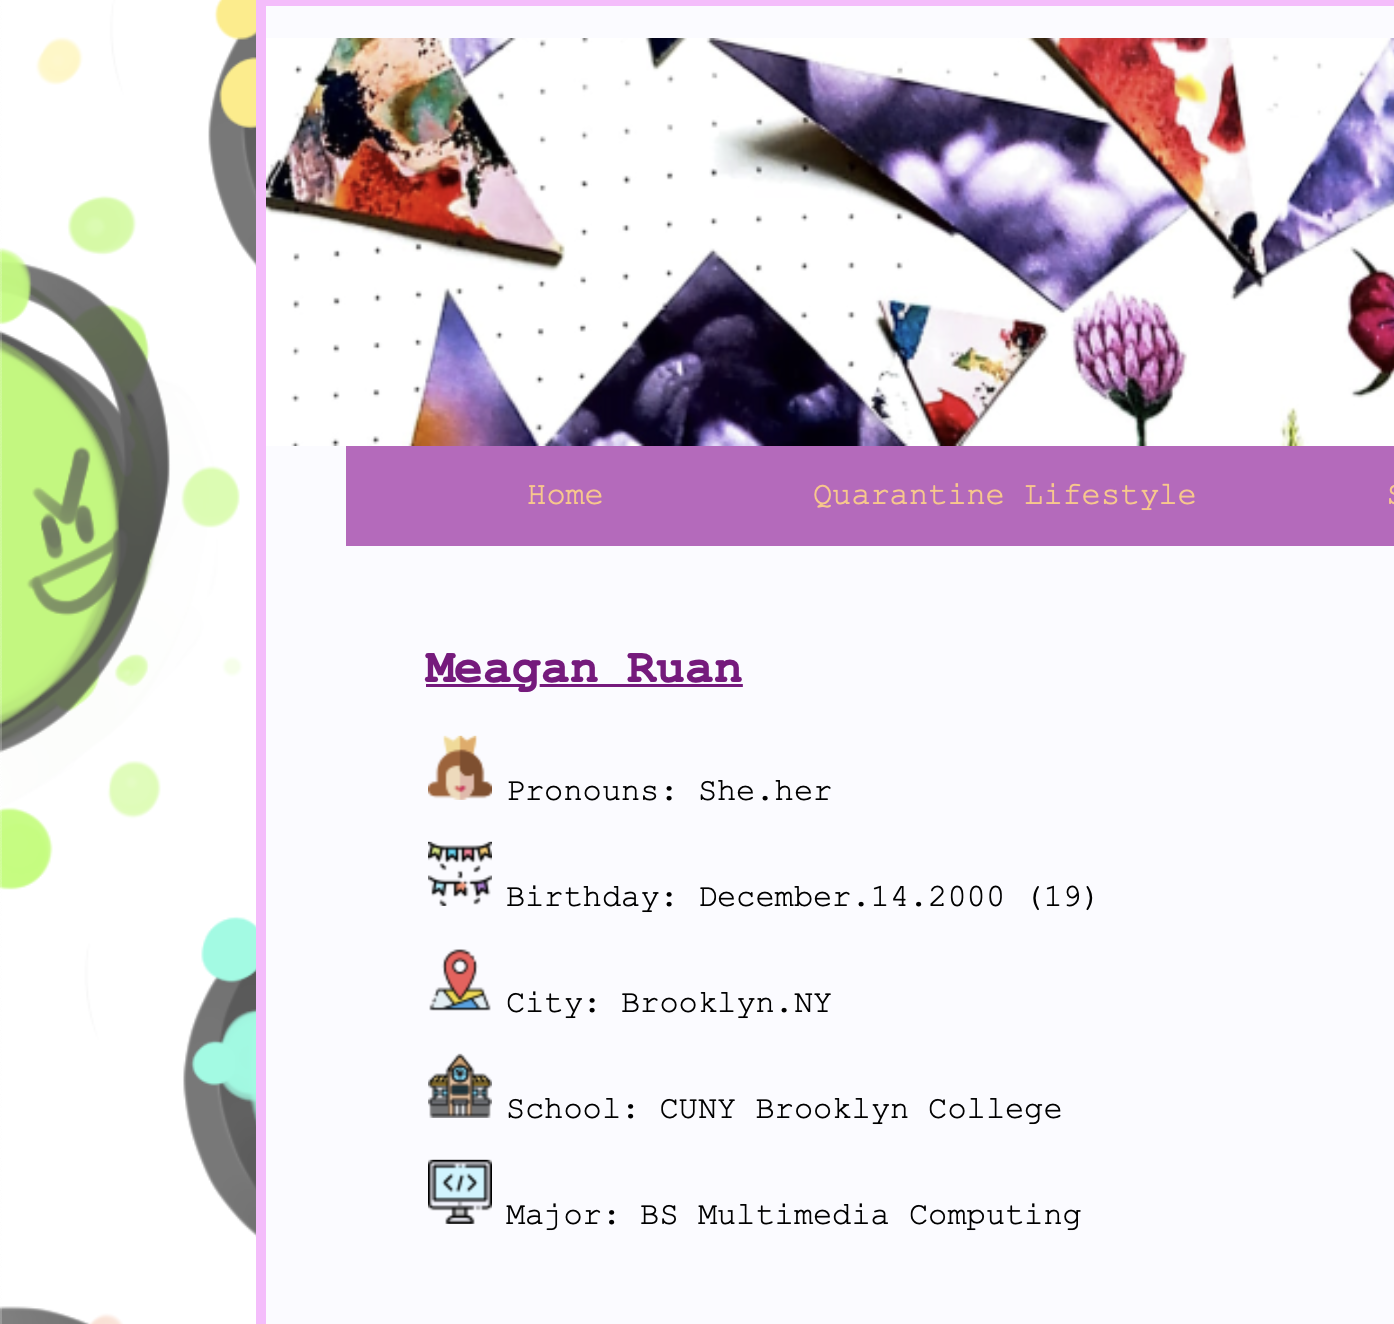 Home Quarantine Lifestyle
Meagan Ruan
Pronouns: She.her
Birthday: December.14.2000 (19)
City: Brooklyn.NY
School: CUNY Brooklyn College
</>
Major: BS Multimedia Computing